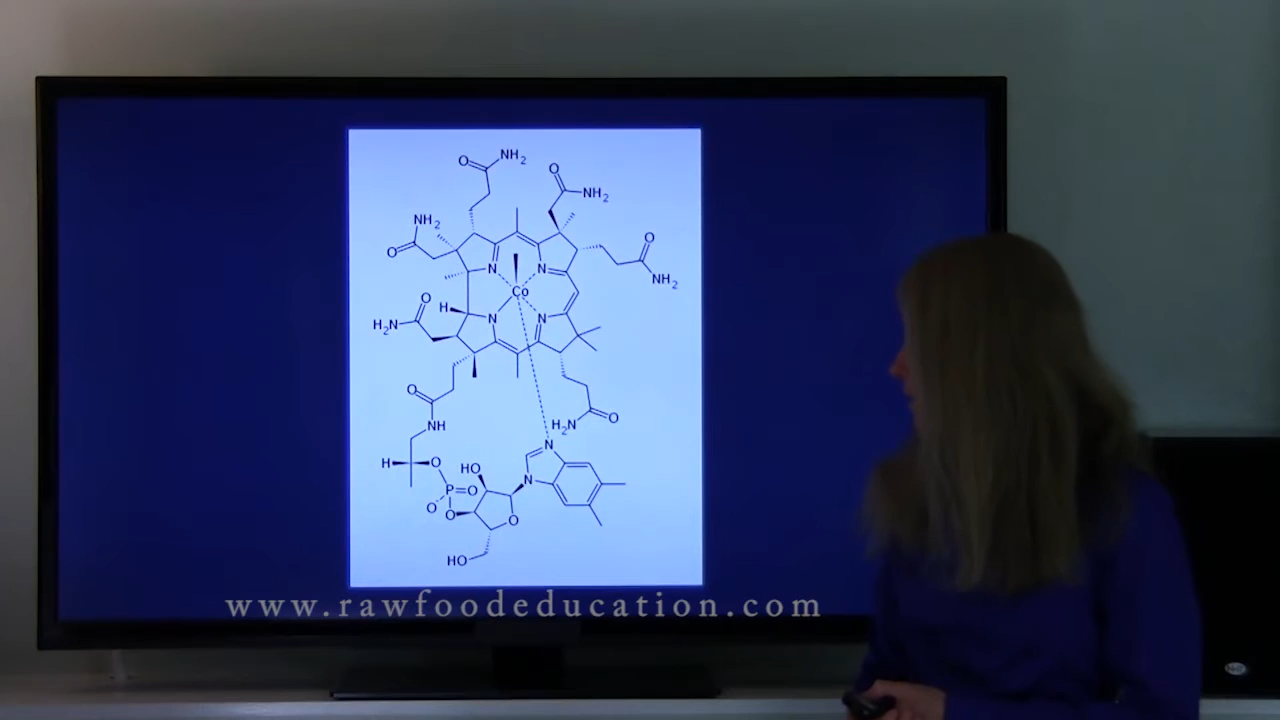 O NH2
O NH2
NH2 O
O NH2
N N
Co
O H2N
H N N
O NH
H2N O
N
H O HO
P O N
O O O
HO
www.rawfoodeducation.com